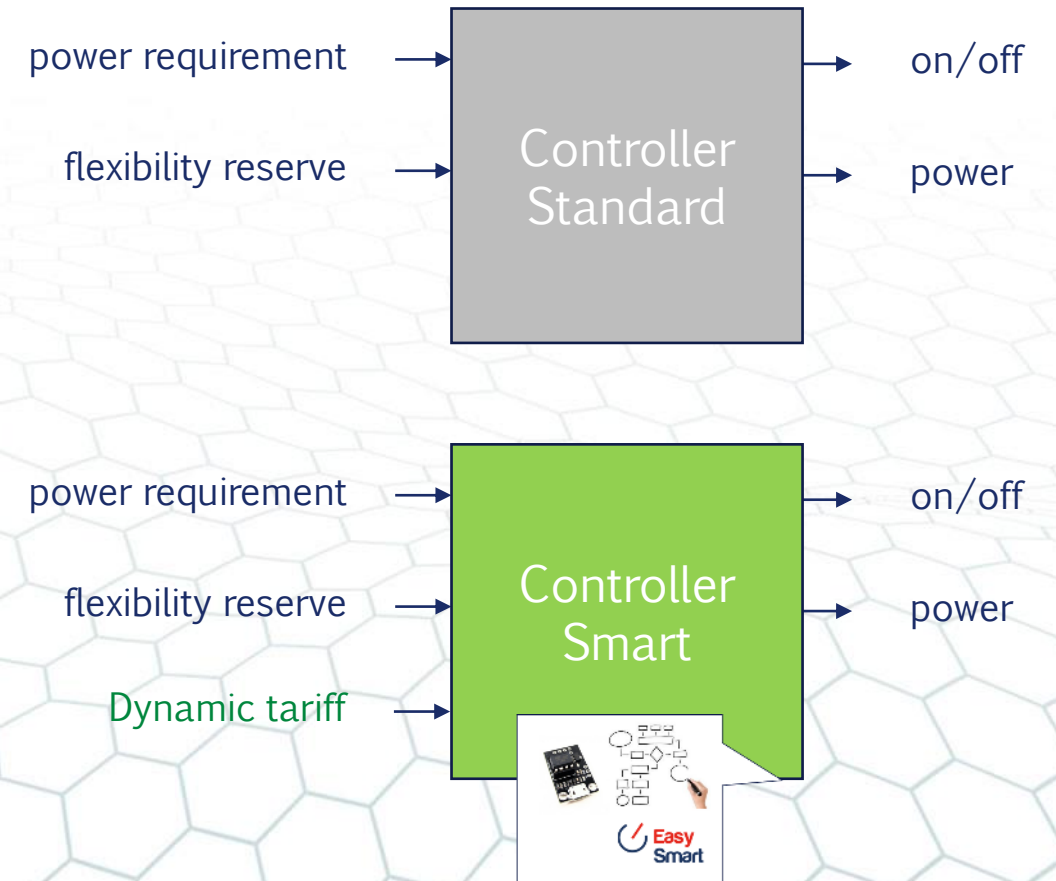 power requirement
on/off
flexibility reserve
Controller
Standard
power
power requirement
on/off
flexibility reserve
Controller
Smart
power
Dynamic tariff
Easy
Smart